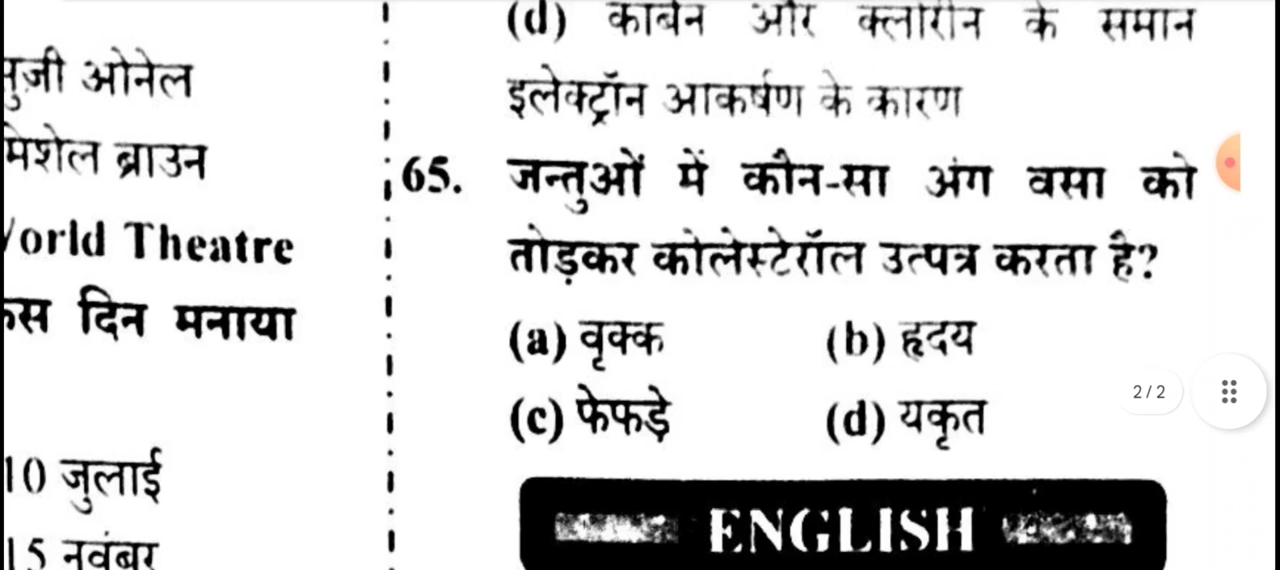 ओनेल
ब्राउन
Theatre
दिन मनाया
10 जुलाई
15 नवंबर
(d) कार्बन और क्लोरीन के समान
इलेक्ट्रॉन आकर्षण के कारण
65. जन्तुओं में कौन-सा अंग वसा को
तोड़कर कोलेस्टेरॉल उत्पन्न करता है?
(a) वृक्क (b) हृदय
(c) फेफड़े (d) यकृत
2/2
ENGLISH